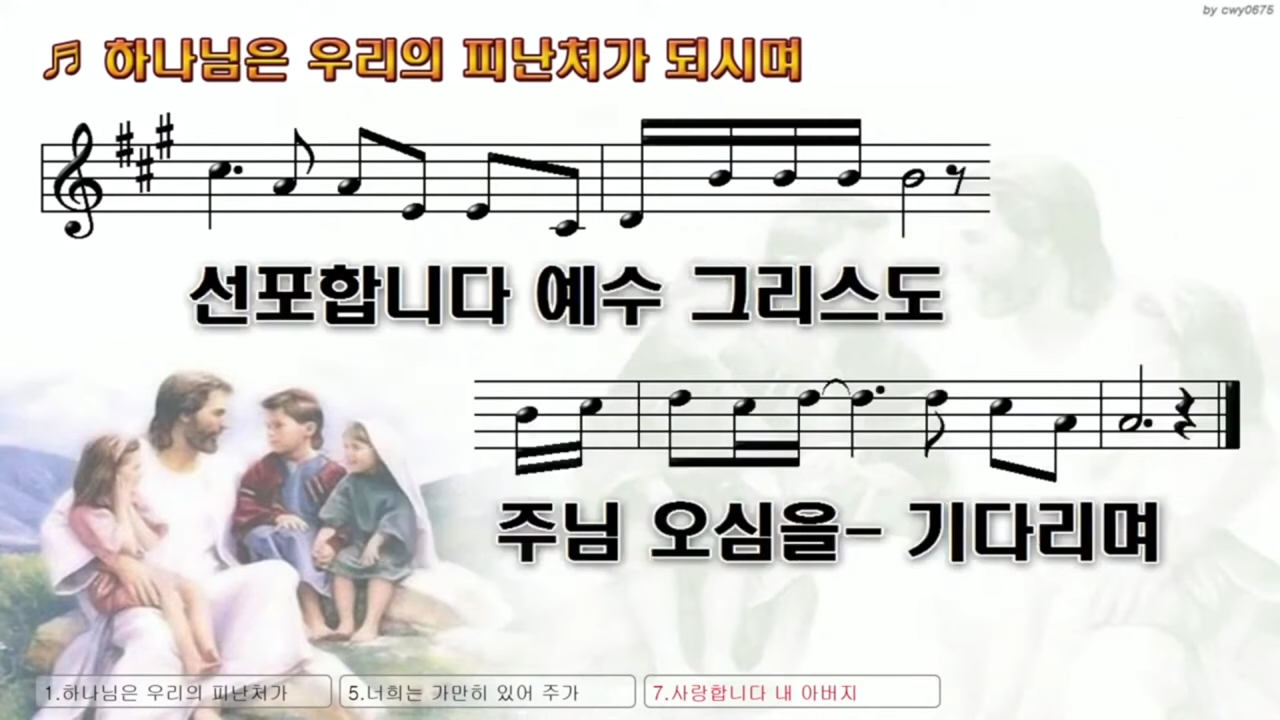 by cwy0675
♬ 하나님은 우리의 피난처가 되시며
선포합니다 예수 그리스도
주님 오심을- 기다리며
1.하나님은 우리의 피난처가 5.너희는 가만히 있어 주가 7.사랑합니다 내 아버지